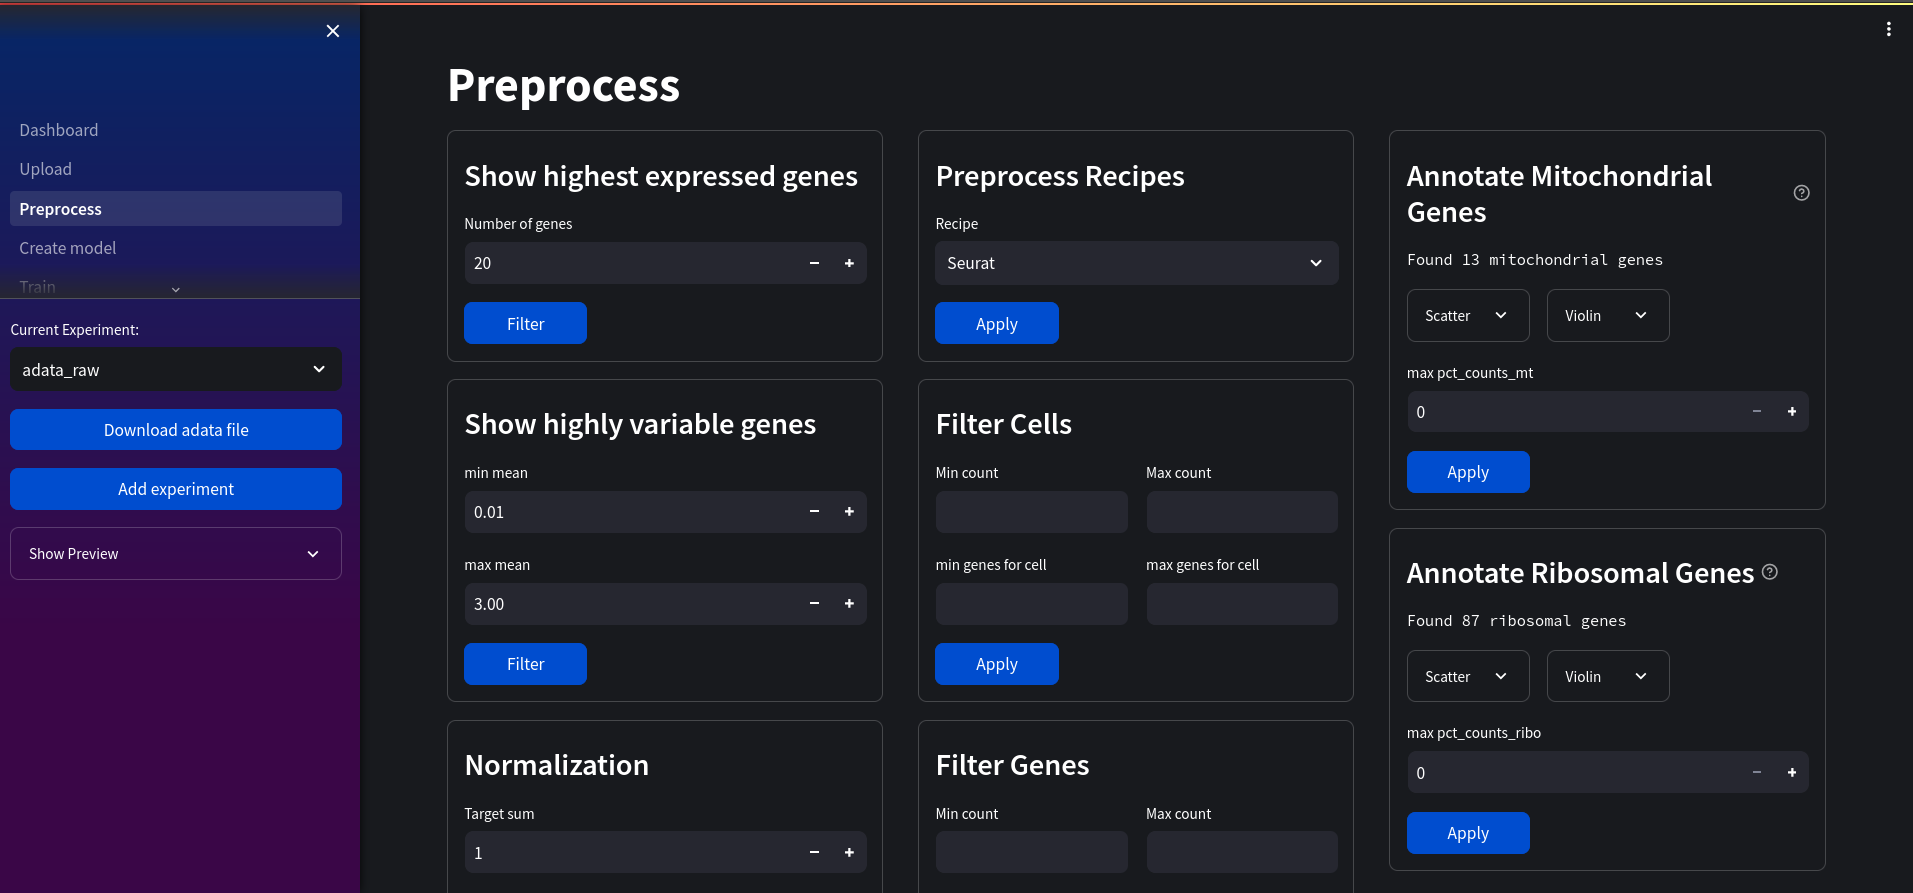 Dashboard
Upload
Preprocess
Create model
Train
Current Experiment:
adata_raw
Download adata file
Add experiment
Show Preview
Preprocess
Show highest expressed genes
Number of genes
20
Filter
Show highly variable genes
min mean
0.01
max mean
3.00
Filter
Normalization
Target sum
1
Preprocess Recipes
Recipe
Seurat
Apply
Filter Cells
Min count Max count
min genes for cell max genes for cell
Apply
Filter Genes
Min count Max count
Annotate Mitochondrial
Genes
Found 13 mitochondrial genes
Scatter Violin
max pct_counts_mt
0
Apply
Annotate Ribosomal Genes
Found 87 ribosomal genes
Scatter Violin
max pct_counts_ribo
0
Apply